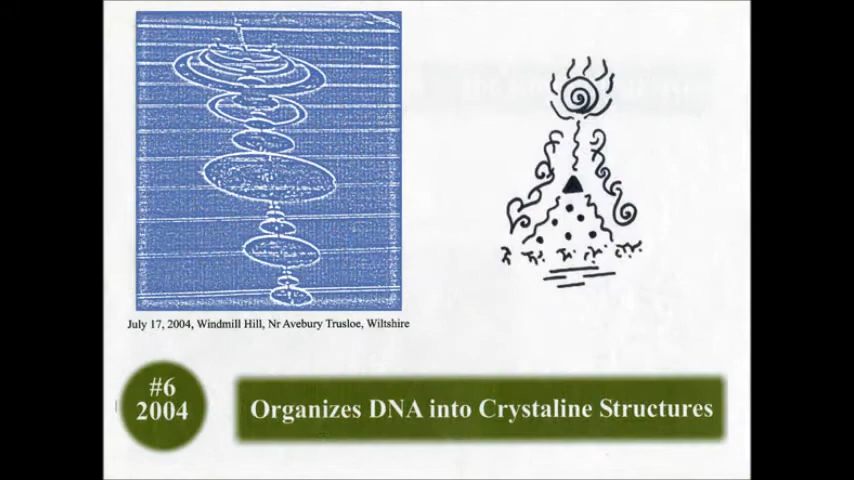 July 17, 2004, Windmill Hill, Nr Avebury Trusloe, Wiltshire
#6
2004
Organizes DNA into Crystaline Structures